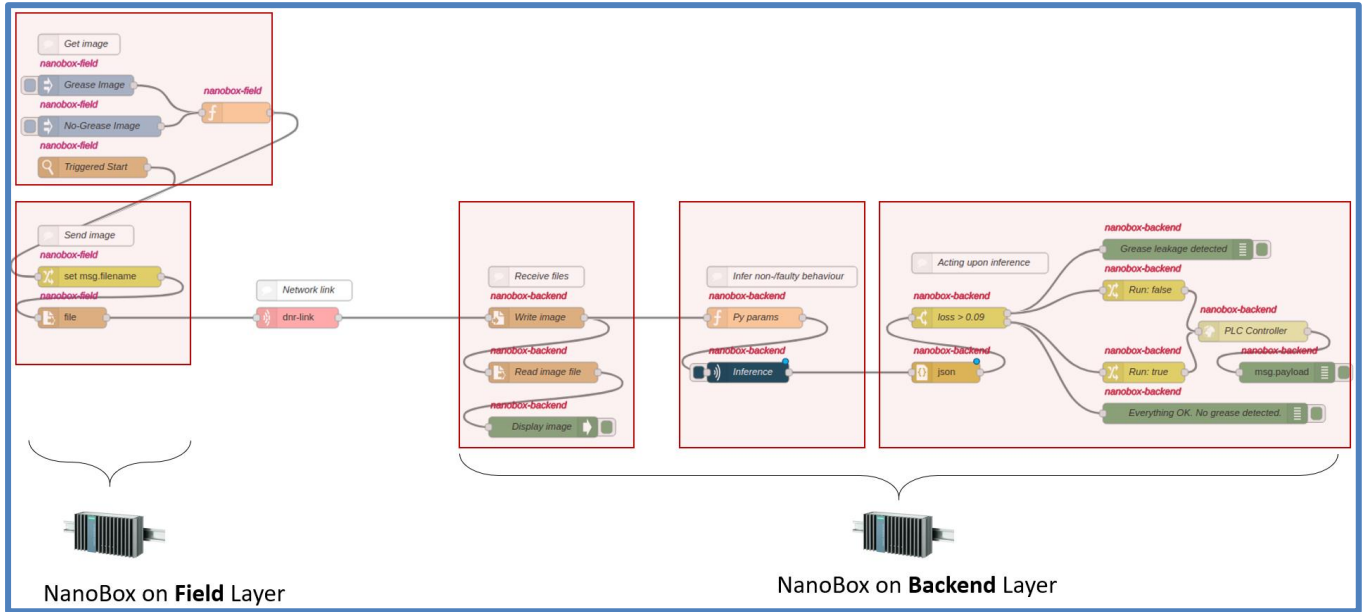 Get image
nanobox-field
Grease Image
nanobox-field
nanobox-field
No-Grease Image
nanobox-field
Triggered Start
Send image
nanobox-field
set msg.filename
nanobox-field
file
Network link
dnr-link
Receive files
nanobox-backend
Write image
nanobox-backend
Read image file
nanobox-backend
Display image
Infer non-/faulty behaviour
nanobox-backend
Py params
nanobox-backend
Inference
Acting upon inference
nanobox-backend
loss > 0.09
nanobox-backend
json
nanobox-backend
Grease leakage detected
nanobox-backend
Run: false
nanobox-backend
PLC Controller
nanobox-backend
Run: true
nanobox-backend
msg.payload
nanobox-backend
Everything OK. No grease detected.
NanoBox on Field Layer
NanoBox on Backend Layer